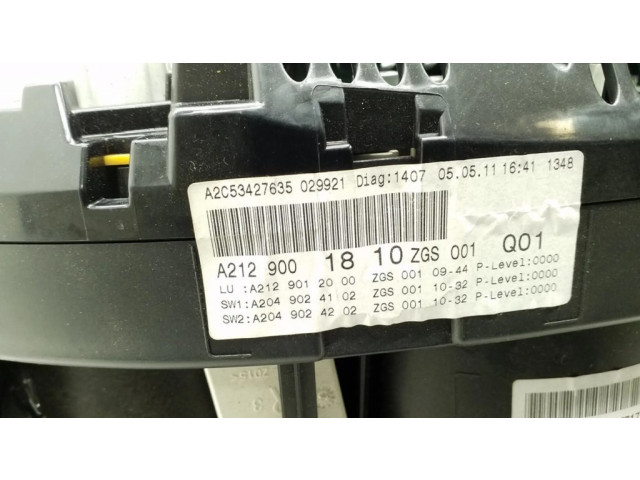 A2C53427635 029921 Diag:1407 05.05.11 16:41 1348
A212 900 18 10 ZGS 001 Q01
LU :A212 901 20 00 ZGS 001 09-44 P-Level:0000
SW1:A204 902 41 02 ZGS 001 10-32 P-Level:0000
SW2:A204 902 42 02 ZGS 001 10-32 P-Level:0000